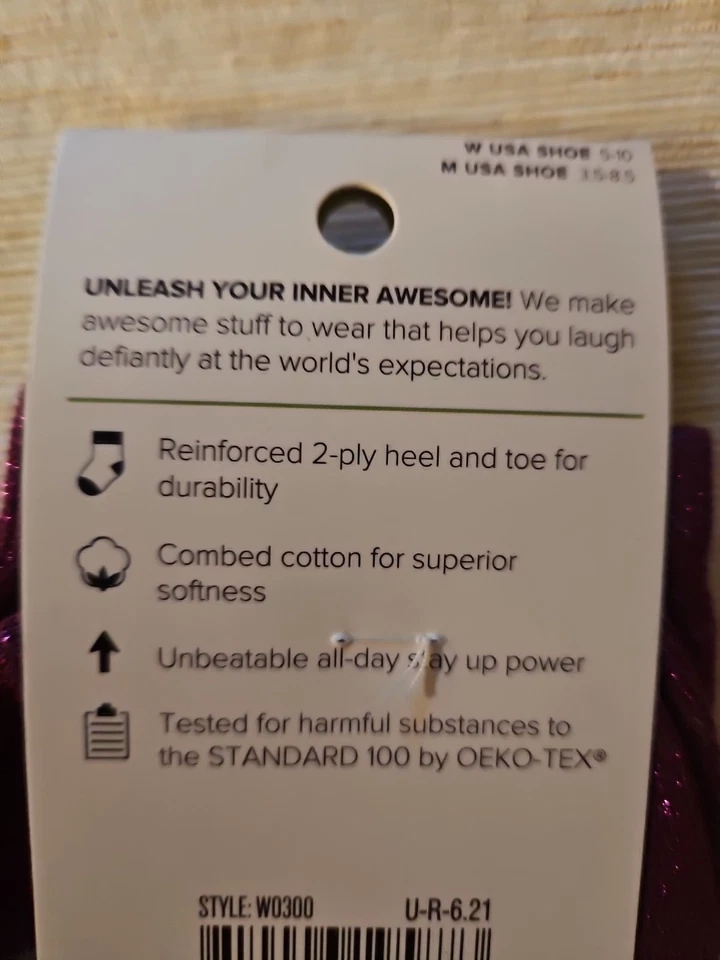 W USA SHOE 5-10
M USA SHOE 3.5-8.5
UNLEASH YOUR INNER AWESOME! We make
awesome stuff to wear that helps you laugh
defiantly at the world's expectations.
Reinforced 2-ply heel and toe for
durability
Combed cotton for superior
softness
Unbeatable all-day stay up power
Tested for harmful substances to
the STANDARD 100 by OEKO-TEX®
STYLE: W0300 U-R-6.21